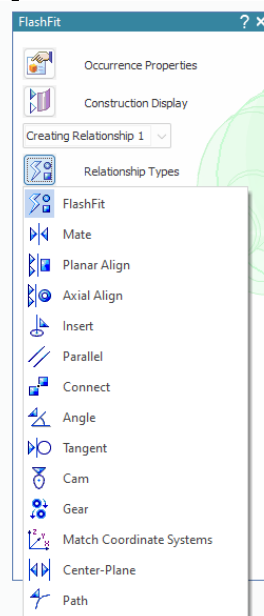 FlashFit ? ×
Occurrence Properties
Construction Display
Creating Relationship 1
Relationship Types
FlashFit
Mate
Planar Align
Axial Align
Insert
Parallel
Connect
Angle
Tangent
Cam
Gear
Match Coordinate Systems
Center-Plane
Path